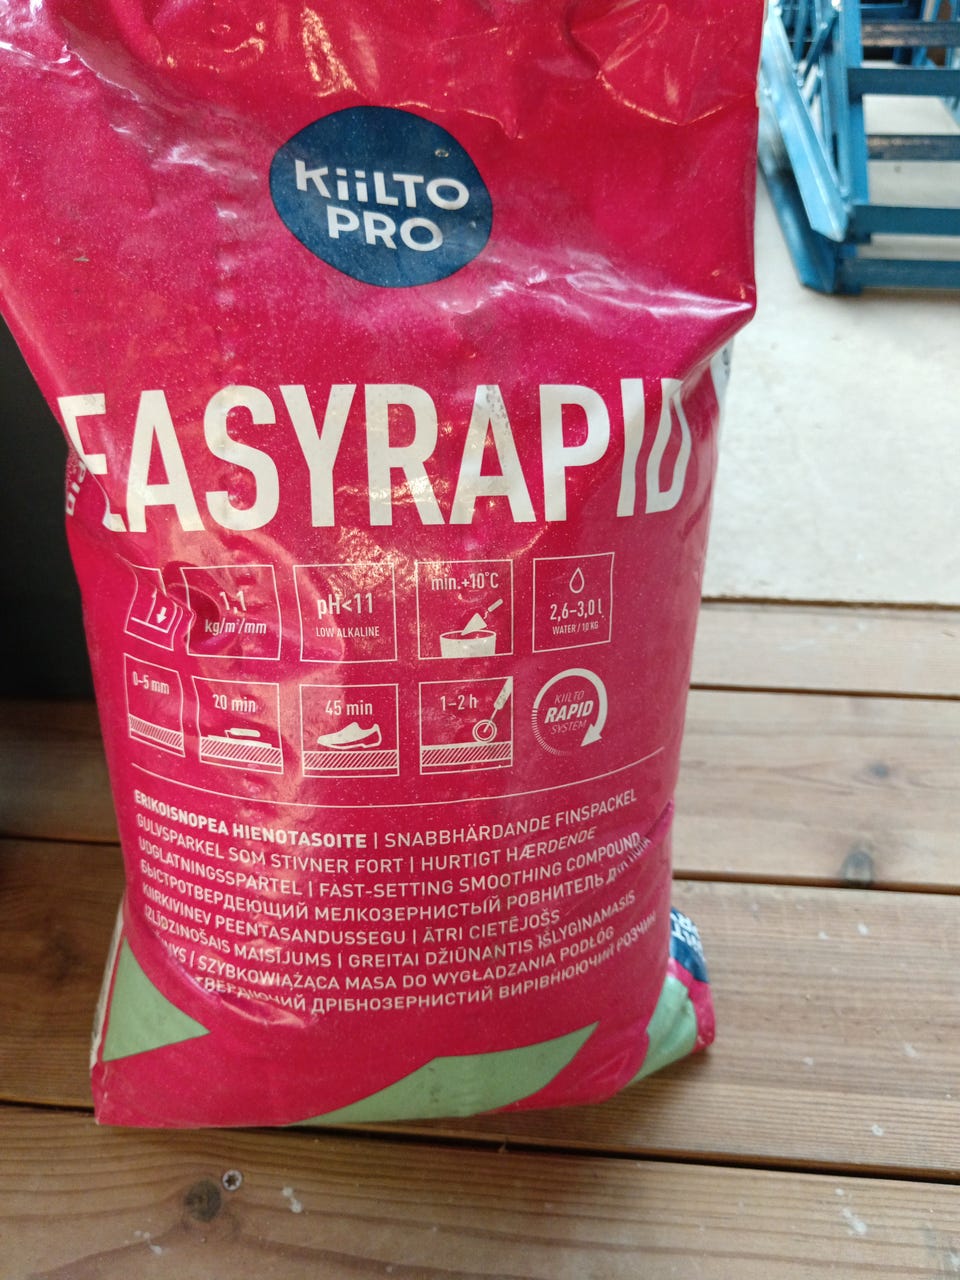 KiiLTO
PRO
EASYRAPID
1,1
kg/m²/mm
pH<11
LOW ALKALINE
min.+10°C
2,6–3,0 l
WATER / 10 KG
0–5 mm
20 min
45 min
1–2 h
KIILTO
RAPID
SYSTEM
ERIKOISNOPEA HIENOTASOITE | SNABBHÄRDANDE FINSPACKEL
GULVSPARKEL SOM STIVNER FORT | HURTIGT HÆRDENDE
UDGLATNINGSSPARTEL | FAST-SETTING SMOOTHING COMPOUND
БЫСТРОТВЕРДЕЮЩИЙ МЕЛКОЗЕРНИСТЫЙ РОВНИТЕЛЬ ДЛЯ ПОЛА
KIIRKIVINEV PEENTASANDUSSEGU | ĀTRI CIETĒJOŠS
IZLĪDZINOŠAIS MAISĪJUMS | GREITAI DŽIŪNANTIS IŠLYGINAMASIS
| SZYBKOWIĄŻĄCA MASA DO WYGŁADZANIA PODŁÓG
ДРІБНОЗЕРНИСТИЙ ВИРІВНЮЮЧИЙ РОЗЧИН